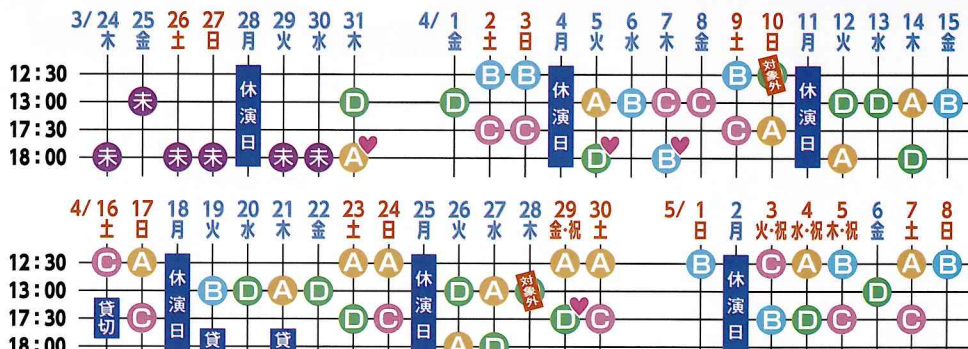 3/ 24 25 26 27 28 29 30 31 4/ 1 2 3 4 5 6 7 8 9 10 11 12 13 14 15
木 金 土 日 月 火 水 木 金 土 日 月 火 水 木 金 土 日 月 火 水 木 金
12:30 B B B 対象外
13:00 未 D D A B C C D D A B
17:30 C C C A
18:00 未 未 未 未 未 A D B A D
休演日 休演日 休演日
4/ 16 17 18 19 20 21 22 23 24 25 26 27 28 29 30 5/ 1 2 3 4 5 6 7 8
土 日 月 火 水 木 金 土 日 月 火 水 木 金・祝 土 日 月 火・祝 水・祝 木・祝 金 土 日
12:30 C A A A A A B C A B A B
13:00 B D A D D A 対象外 D
17:30 貸切 C D C D C B D C C
18:00 貸 貸 A D
休演日 休演日 休演日